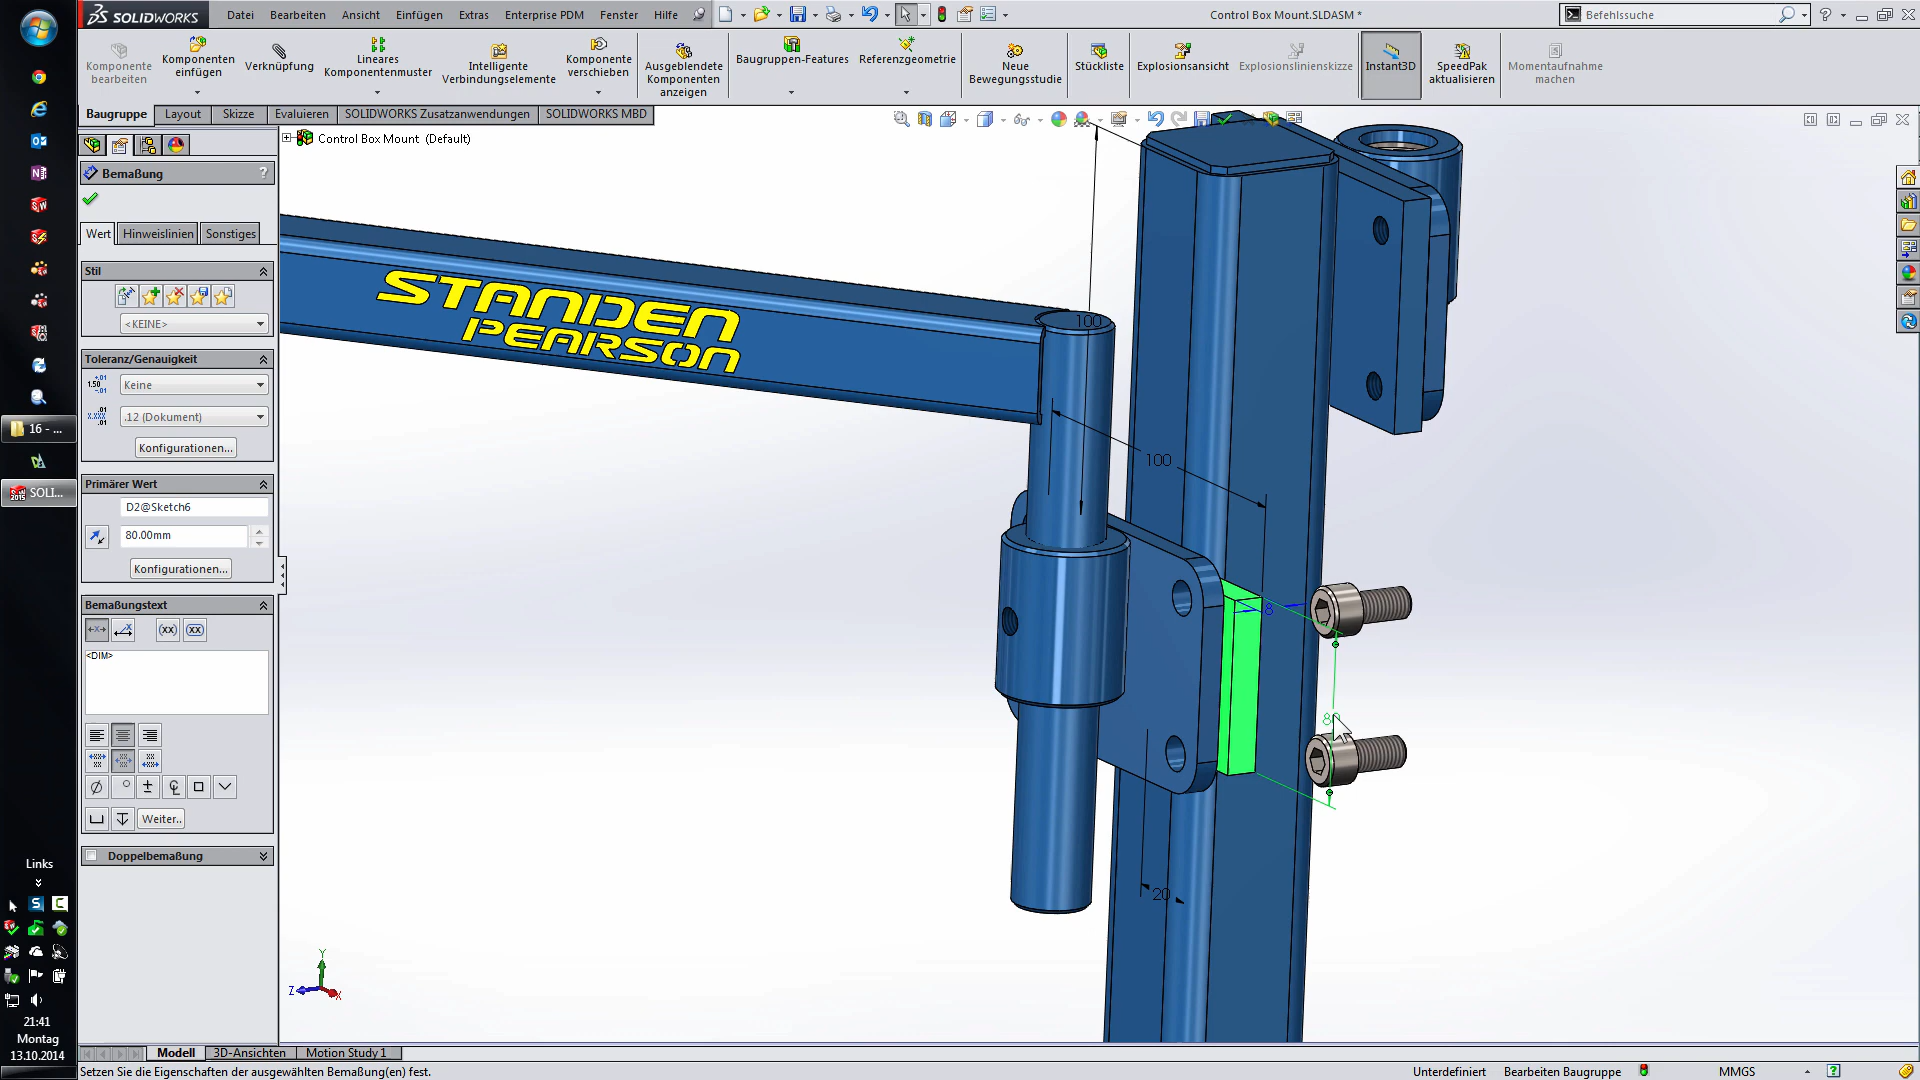 SOLIDWORKS
Datei
Bearbeiten
Ansicht
Einfügen
Extras
Enterprise PDM
Fenster
Hilfe
Control Box Mount.SLDASM *
Befehlssuche
Komponente
bearbeiten
Komponenten
einfügen
Verknüpfung
Lineares
Komponentenmuster
Intelligente
Verbindungselemente
Komponente
verschieben
Ausgeblendete
Komponenten
anzeigen
Baugruppen-Features
Referenzgeometrie
Neue
Bewegungsstudie
Stückliste
Explosionsansicht
Explosionslinienskizze
Instant3D
SpeedPak
aktualisieren
Momentaufnahme
machen
Baugruppe
Layout
Skizze
Evaluieren
SOLIDWORKS Zusatzanwendungen
SOLIDWORKS MBD
Control Box Mount (Default)
Bemaßung
?
Wert
Hinweislinien
Sonstiges
Stil
<KEINE>
Toleranz/Genauigkeit
Keine
.12 (Dokument)
Konfigurationen...
Primärer Wert
D2@Sketch6
80.00mm
Konfigurationen...
Bemaßungstext
<DIM>
Weiter..
Doppelbemaßung
STANDEN
PEARSON
100
100
8
20
Y
Z
X
16 - ...
SOLI...
Links
21:41
Montag
13.10.2014
Modell
3D-Ansichten
Motion Study 1
Setzen Sie die Eigenschaften der ausgewählten Bemaßung(en) fest.
Unterdefiniert
Bearbeiten Baugruppe
MMGS